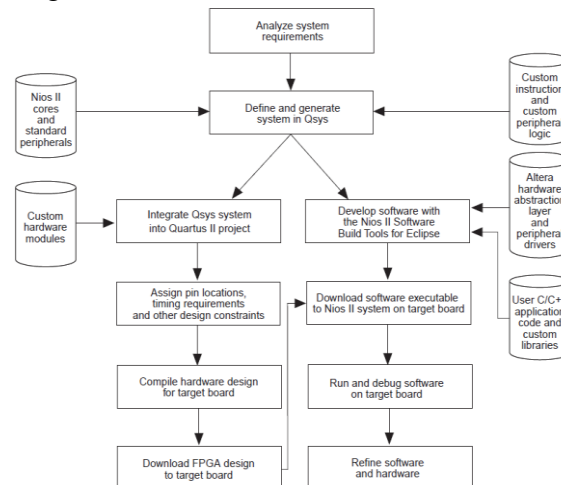 Analyze system
requirements
Nios II
cores
and
standard
peripherals
Define and generate
system in Qsys
Custom
instruction
and
custom
peripheral
logic
Custom
hardware
modules
Integrate Qsys system
into Quartus II project
Develop software with
the Nios II Software
Build Tools for Eclipse
Altera
hardware
abstraction
layer
and
peripheral
drivers
Assign pin locations,
timing requirements
and other design constraints
Download software executable
to Nios II system on target board
User C/C+
application
code and
custom
libraries
Compile hardware design
for target board
Run and debug software
on target board
Download FPGA design
to target board
Refine software
and hardware